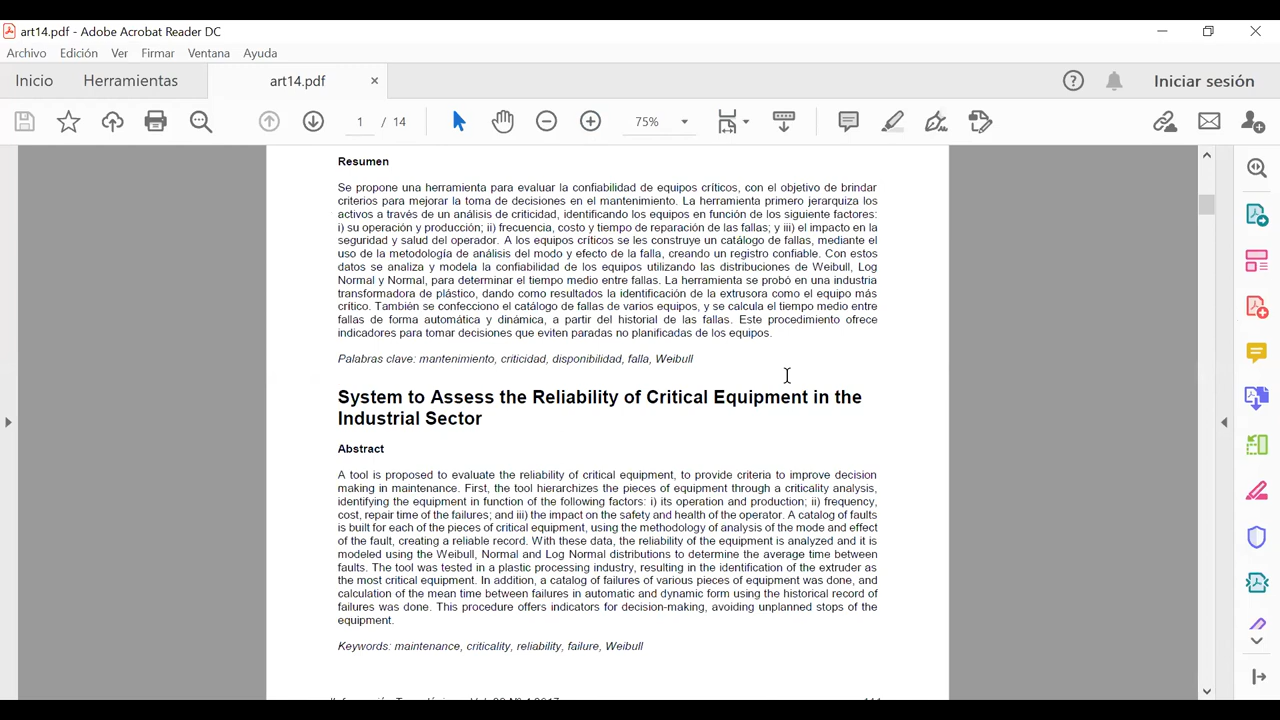 art14.pdf - Adobe Acrobat Reader DC
Archivo Edición Ver Firmar Ventana Ayuda
Inicio Herramientas art14.pdf Iniciar sesión
1 / 14 75%
Resumen
Se propone una herramienta para evaluar la confiabilidad de equipos críticos, con el objetivo de brindar
criterios para mejorar la toma de decisiones en el mantenimiento. La herramienta primero jerarquiza los
activos a través de un análisis de criticidad, identificando los equipos en función de los siguiente factores:
i) su operación y producción; ii) frecuencia, costo y tiempo de reparación de las fallas; y iii) el impacto en la
seguridad y salud del operador. A los equipos críticos se les construye un catálogo de fallas, mediante el
uso de la metodología de análisis del modo y efecto de la falla, creando un registro confiable. Con estos
datos se analiza y modela la confiabilidad de los equipos utilizando las distribuciones de Weibull, Log
Normal y Normal, para determinar el tiempo medio entre fallas. La herramienta se probó en una industria
transformadora de plástico, dando como resultados la identificación de la extrusora como el equipo más
crítico. También se confecciono el catálogo de fallas de varios equipos, y se calcula el tiempo medio entre
fallas de forma automática y dinámica, a partir del historial de las fallas. Este procedimiento ofrece
indicadores para tomar decisiones que eviten paradas no planificadas de los equipos.
Palabras clave: mantenimiento, criticidad, disponibilidad, falla, Weibull
System to Assess the Reliability of Critical Equipment in the
Industrial Sector
Abstract
A tool is proposed to evaluate the reliability of critical equipment, to provide criteria to improve decision
making in maintenance. First, the tool hierarchizes the pieces of equipment through a criticality analysis,
identifying the equipment in function of the following factors: i) its operation and production; ii) frequency,
cost, repair time of the failures; and iii) the impact on the safety and health of the operator. A catalog of faults
is built for each of the pieces of critical equipment, using the methodology of analysis of the mode and effect
of the fault, creating a reliable record. With these data, the reliability of the equipment is analyzed and it is
modeled using the Weibull, Normal and Log Normal distributions to determine the average time between
faults. The tool was tested in a plastic processing industry, resulting in the identification of the extruder as
the most critical equipment. In addition, a catalog of failures of various pieces of equipment was done, and
calculation of the mean time between failures in automatic and dynamic form using the historical record of
failures was done. This procedure offers indicators for decision-making, avoiding unplanned stops of the
equipment.
Keywords: maintenance, criticality, reliability, failure, Weibull